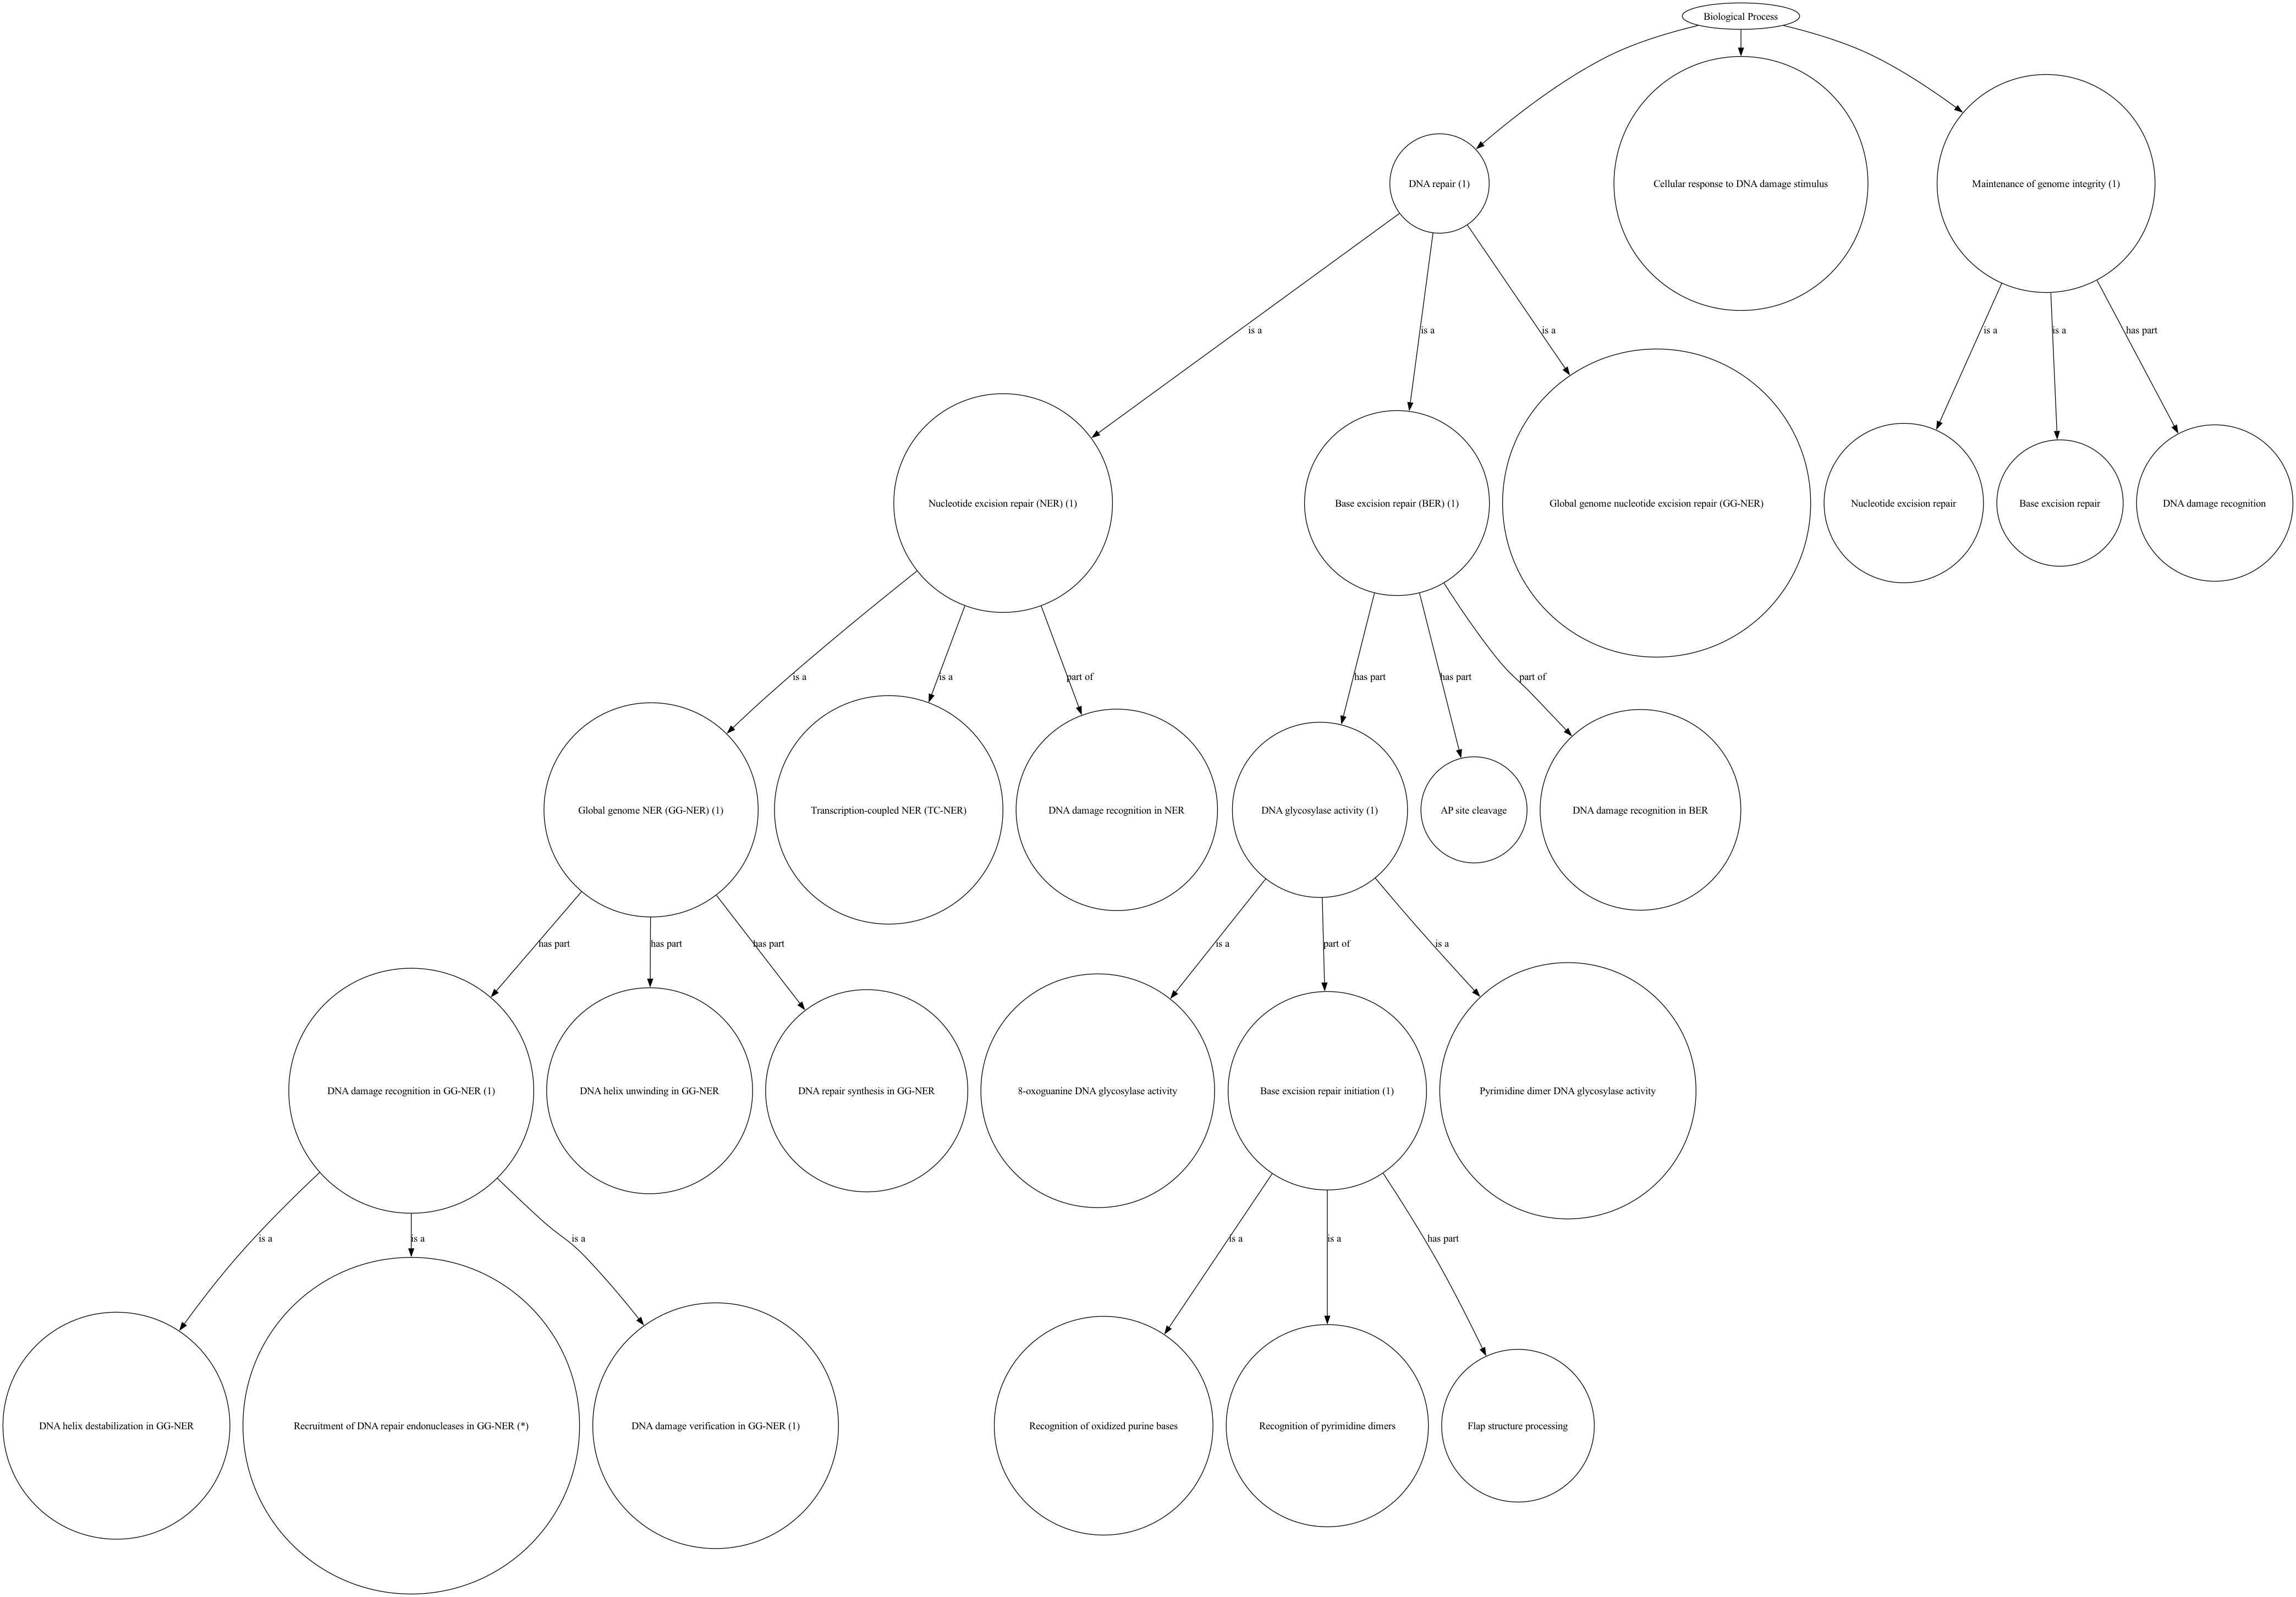 Biological Process
DNA repair (1)
Cellular response to DNA damage stimulus
Maintenance of genome integrity (1)
is a
is a
is a
is a
is a
has part
Nucleotide excision repair (NER) (1)
Base excision repair (BER) (1)
Global genome nucleotide excision repair (GG-NER)
Nucleotide excision repair
Base excision repair
DNA damage recognition
is a
is a
part of
has part
has part
part of
Global genome NER (GG-NER) (1)
Transcription-coupled NER (TC-NER)
DNA damage recognition in NER
DNA glycosylase activity (1)
AP site cleavage
DNA damage recognition in BER
has part
has part
has part
is a
part of
is a
DNA damage recognition in GG-NER (1)
DNA helix unwinding in GG-NER
DNA repair synthesis in GG-NER
8-oxoguanine DNA glycosylase activity
Base excision repair initiation (1)
Pyrimidine dimer DNA glycosylase activity
is a
is a
is a
is a
is a
has part
DNA helix destabilization in GG-NER
Recruitment of DNA repair endonucleases in GG-NER (*)
DNA damage verification in GG-NER (1)
Recognition of oxidized purine bases
Recognition of pyrimidine dimers
Flap structure processing